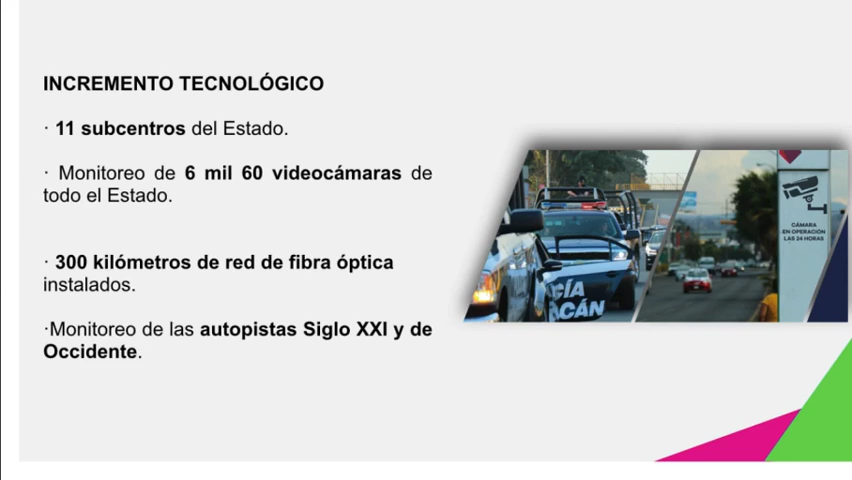 INCREMENTO TECNOLÓGICO
· 11 subcentros del Estado.
· Monitoreo de 6 mil 60 videocámaras de
todo el Estado.
· 300 kilómetros de red de fibra óptica
instalados.
·Monitoreo de las autopistas Siglo XXI y de
Occidente.
CÁMARA
EN OPERACIÓN
LAS 24 HORAS
CÍA
ACÁN